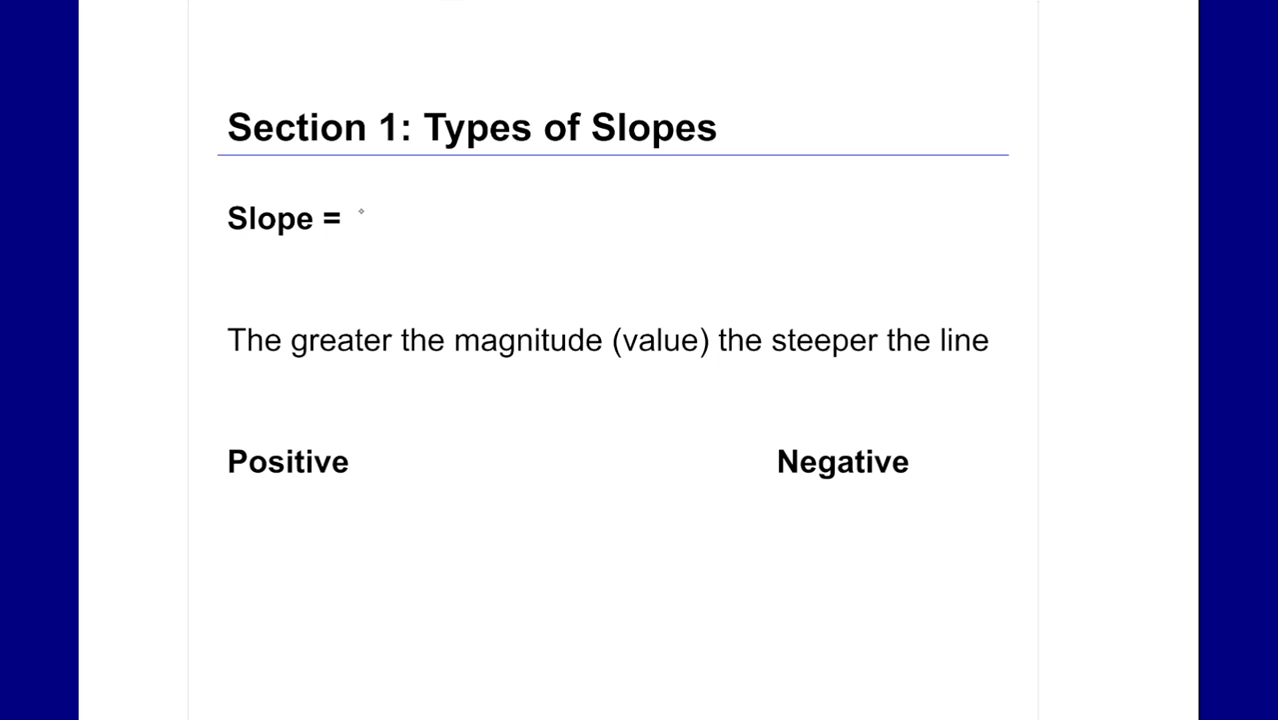 Section 1: Types of Slopes
Slope =
The greater the magnitude (value) the steeper the line
Positive Negative